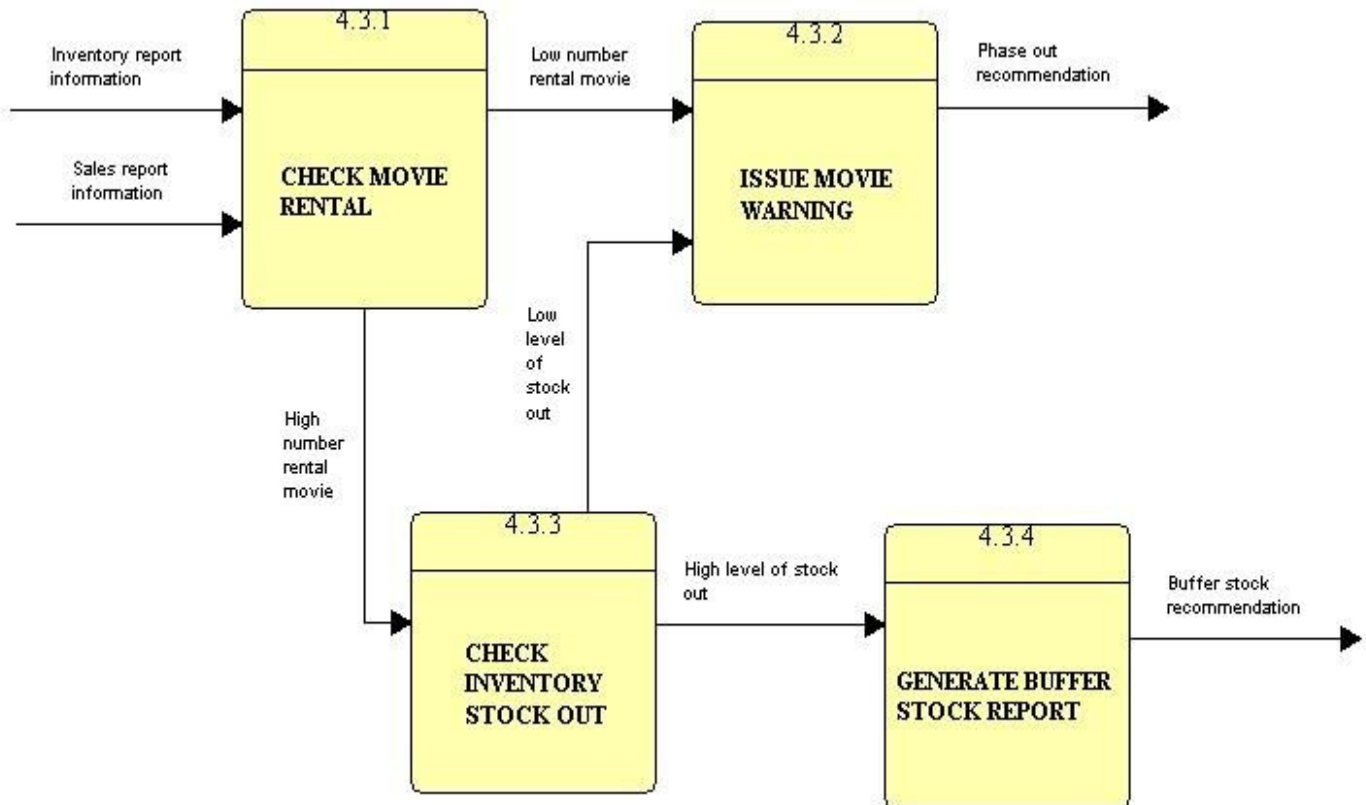 4.3.1
Inventory report
information
Sales report
information
CHECK MOVIE
RENTAL
Low number
rental movie
4.3.2
ISSUE MOVIE
WARNING
Phase out
recommendation
High
number
rental
movie
Low
level
of
stock
out
4.3.3
CHECK
INVENTORY
STOCK OUT
High level of stock
out
4.3.4
GENERATE BUFFER
STOCK REPORT
Buffer stock
recommendation